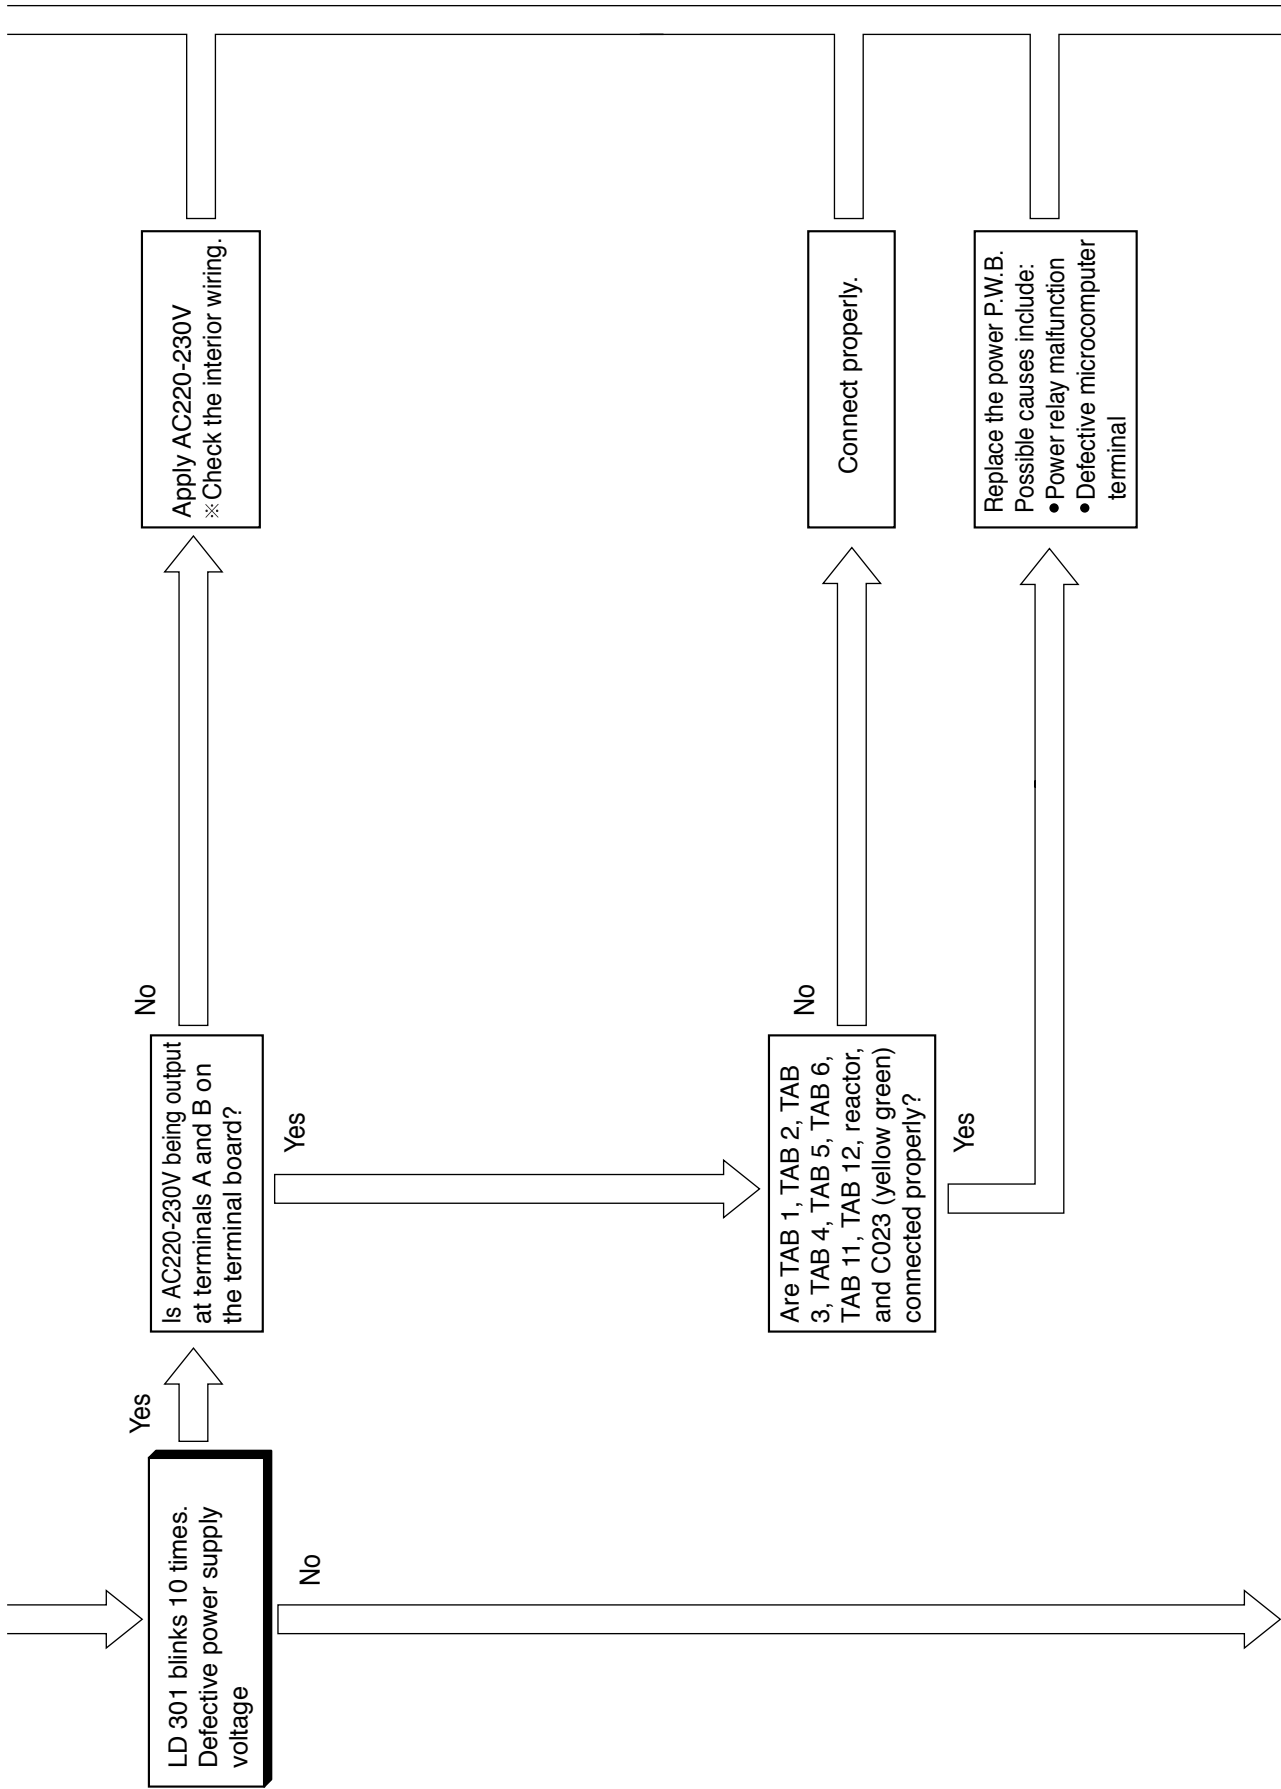 LD 301 blinks 10 times.
Defective power supply
voltage
Yes
No
Is AC220-230V being output
at terminals A and B on
the terminal board?
No
Yes
Apply AC220-230V
※Check the interior wiring.
Are TAB 1, TAB 2, TAB
3, TAB 4, TAB 5, TAB 6,
TAB 11, TAB 12, reactor,
and C023 (yellow green)
connected properly?
No
Yes
Connect properly.
Replace the power P.W.B.
Possible causes include:
•Power relay malfunction
•Defective microcomputer
terminal